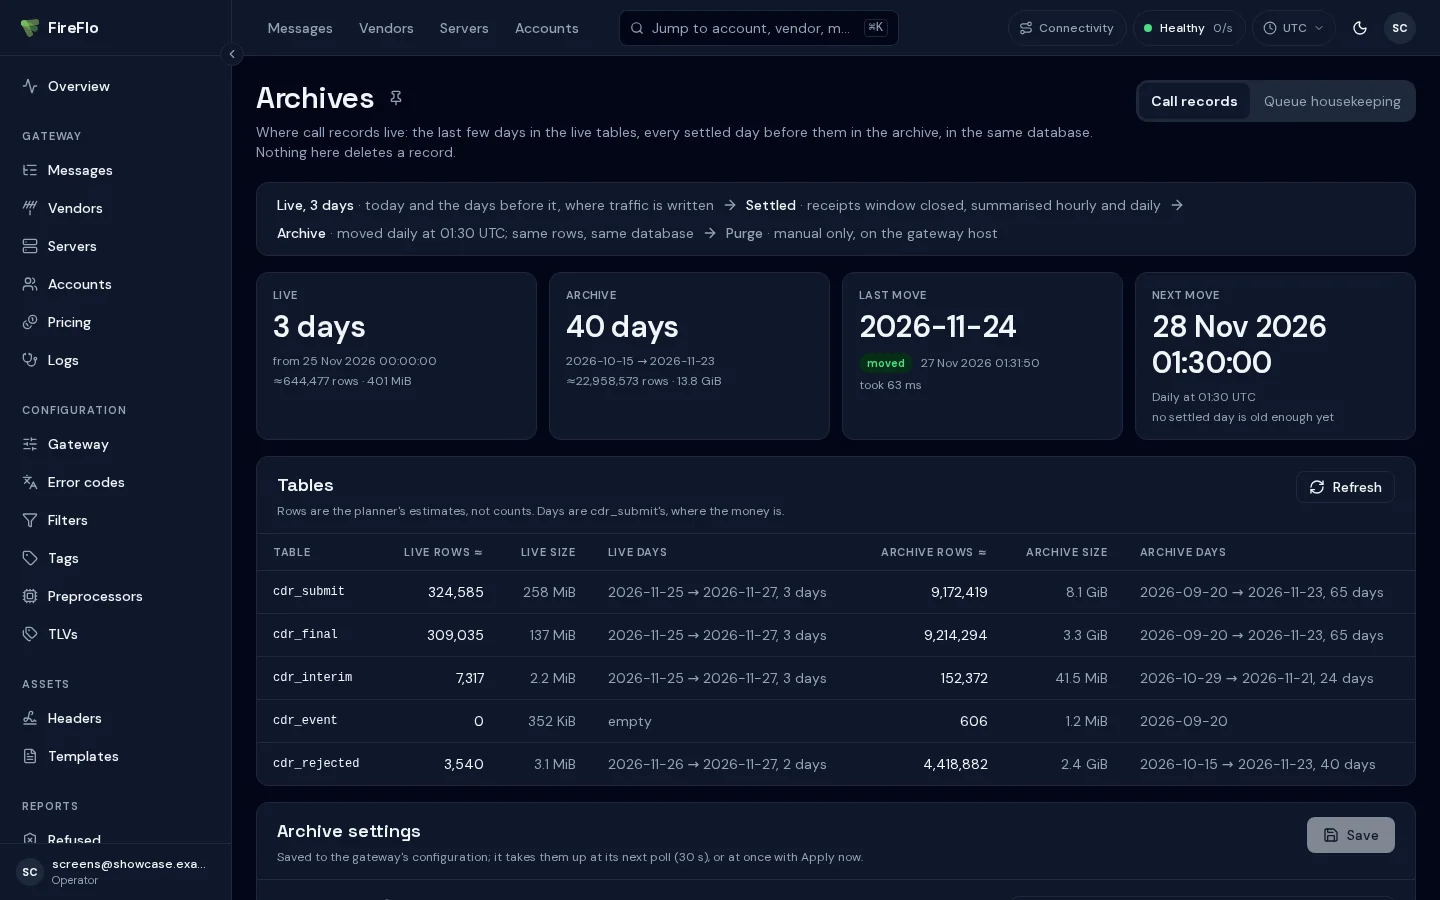 FireFlo
Messages
Vendors
Servers
Accounts
Jump to account, vendor, m...
⌘K
Connectivity
Healthy 0/s
UTC
SC
Overview
GATEWAY
Messages
Vendors
Servers
Accounts
Pricing
Logs
CONFIGURATION
Gateway
Error codes
Filters
Tags
Preprocessors
TLVs
ASSETS
Headers
Templates
REPORTS
Refused
SC
screens@showcase.exa...
Operator
Archives
Where call records live: the last few days in the live tables, every settled day before them in the archive, in the same database.
Nothing here deletes a record.
Call records
Queue housekeeping
Live, 3 days · today and the days before it, where traffic is written → Settled · receipts window closed, summarised hourly and daily →
Archive · moved daily at 01:30 UTC; same rows, same database → Purge · manual only, on the gateway host
LIVE
3 days
from 25 Nov 2026 00:00:00
≈644,477 rows · 401 MiB
ARCHIVE
40 days
2026-10-15 → 2026-11-23
≈22,958,573 rows · 13.8 GiB
LAST MOVE
2026-11-24
moved 27 Nov 2026 01:31:50
took 63 ms
NEXT MOVE
28 Nov 2026
01:30:00
Daily at 01:30 UTC
no settled day is old enough yet
Tables
Rows are the planner's estimates, not counts. Days are cdr_submit's, where the money is.
Refresh
TABLE LIVE ROWS ≈ LIVE SIZE LIVE DAYS ARCHIVE ROWS ≈ ARCHIVE SIZE ARCHIVE DAYS
cdr_submit 324,585 258 MiB 2026-11-25 → 2026-11-27, 3 days 9,172,419 8.1 GiB 2026-09-20 → 2026-11-23, 65 days
cdr_final 309,035 137 MiB 2026-11-25 → 2026-11-27, 3 days 9,214,294 3.3 GiB 2026-09-20 → 2026-11-23, 65 days
cdr_interim 7,317 2.2 MiB 2026-11-25 → 2026-11-27, 3 days 152,372 41.5 MiB 2026-10-29 → 2026-11-21, 24 days
cdr_event 0 352 KiB empty 606 1.2 MiB 2026-09-20
cdr_rejected 3,540 3.1 MiB 2026-11-26 → 2026-11-27, 2 days 4,418,882 2.4 GiB 2026-10-15 → 2026-11-23, 40 days
Archive settings
Saved to the gateway's configuration; it takes them up at its next poll (30 s), or at once with Apply now.
Save